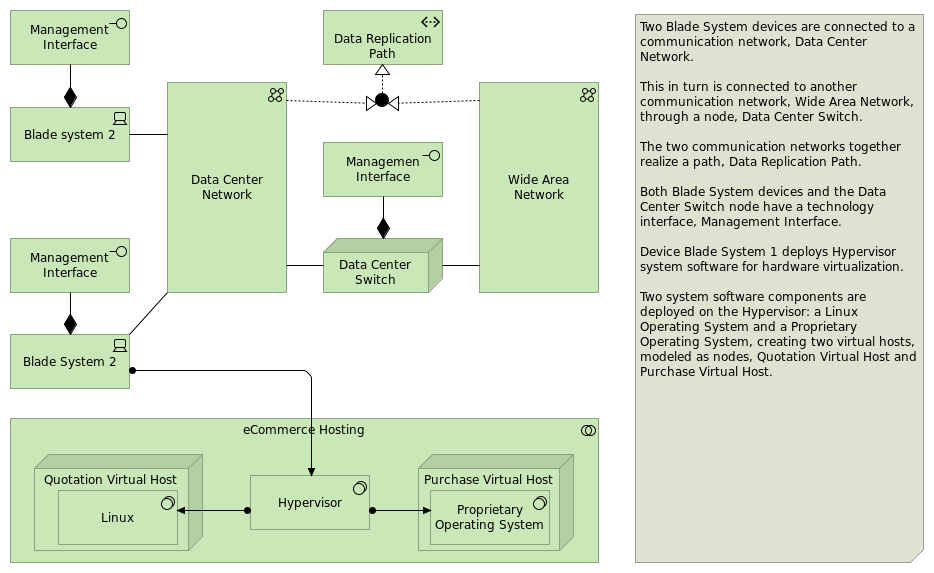 Management
Interface
Blade system 2
Data Replication
Path
Data Center
Network
Managemen
Interface
Wide Area
Network
Data Center
Switch
Management
Interface
Blade System 2
eCommerce Hosting
Quotation Virtual Host
Linux
Hypervisor
Purchase Virtual Host
Proprietary
Operating System
Two Blade System devices are connected to a
communication network, Data Center
Network.
This in turn is connected to another
communication network, Wide Area Network,
through a node, Data Center Switch.
The two communication networks together
realize a path, Data Replication Path.
Both Blade System devices and the Data
Center Switch node have a technology
interface, Management Interface.
Device Blade System 1 deploys Hypervisor
system software for hardware virtualization.
Two system software components are
deployed on the Hypervisor: a Linux
Operating System and a Proprietary
Operating System, creating two virtual hosts,
modeled as nodes, Quotation Virtual Host and
Purchase Virtual Host.